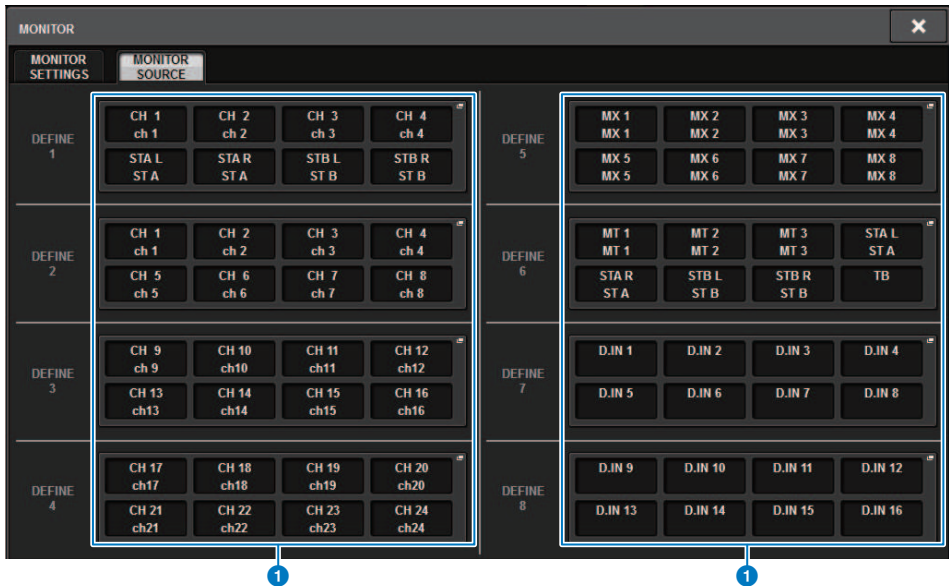 MONITOR
MONITOR SETTINGS
MONITOR SOURCE
DEFINE 1
CH 1 CH 2 CH 3 CH 4
ch 1 ch 2 ch 3 ch 4
STA L STA R STB L STB R
ST A ST A ST B ST B
DEFINE 2
CH 1 CH 2 CH 3 CH 4
ch 1 ch 2 ch 3 ch 4
CH 5 CH 6 CH 7 CH 8
ch 5 ch 6 ch 7 ch 8
DEFINE 3
CH 9 CH 10 CH 11 CH 12
ch 9 ch10 ch11 ch12
CH 13 CH 14 CH 15 CH 16
ch13 ch14 ch15 ch16
DEFINE 4
CH 17 CH 18 CH 19 CH 20
ch17 ch18 ch19 ch20
CH 21 CH 22 CH 23 CH 24
ch21 ch22 ch23 ch24
1
DEFINE 5
MX 1 MX 2 MX 3 MX 4
MX 1 MX 2 MX 3 MX 4
MX 5 MX 6 MX 7 MX 8
MX 5 MX 6 MX 7 MX 8
DEFINE 6
MT 1 MT 2 MT 3 STA L
MT 1 MT 2 MT 3 ST A
STA R STB L STB R TB
ST A ST B ST B
DEFINE 7
D.IN 1 D.IN 2 D.IN 3 D.IN 4
D.IN 5 D.IN 6 D.IN 7 D.IN 8
DEFINE 8
D.IN 9 D.IN 10 D.IN 11 D.IN 12
D.IN 13 D.IN 14 D.IN 15 D.IN 16
1